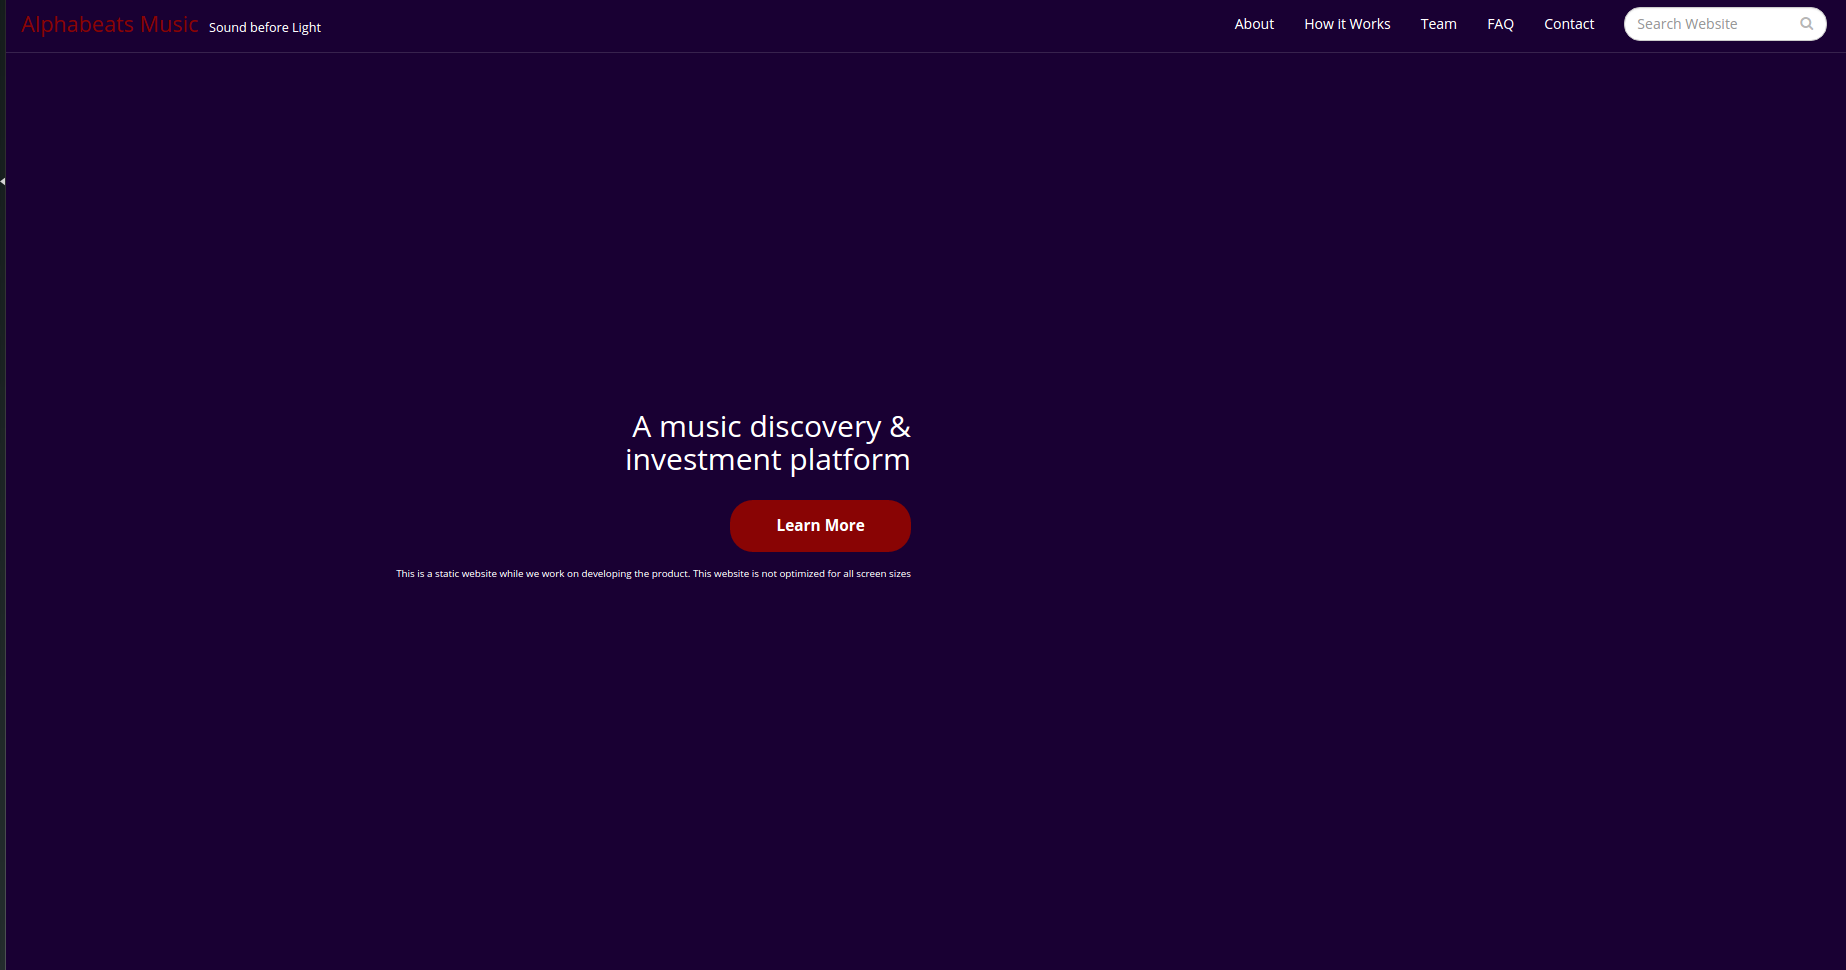 Alphabeats Music Sound before Light
About How it Works Team FAQ Contact Search Website
A music discovery &
investment platform
Learn More
This is a static website while we work on developing the product. This website is not optimized for all screen sizes